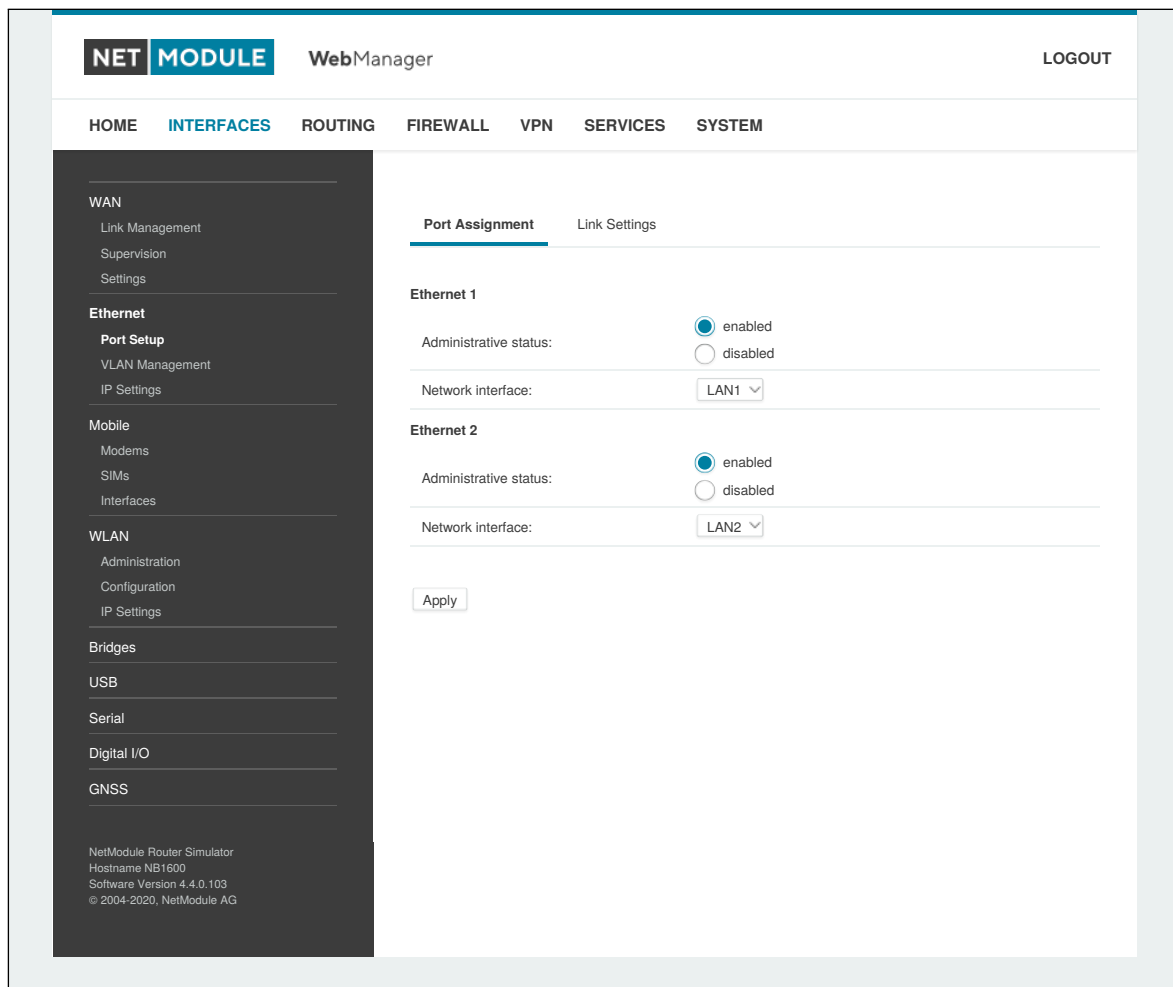 NET MODULE WebManager LOGOUT
HOME INTERFACES ROUTING FIREWALL VPN SERVICES SYSTEM
WAN
Link Management
Supervision
Settings
Ethernet
Port Setup
VLAN Management
IP Settings
Mobile
Modems
SIMs
Interfaces
WLAN
Administration
Configuration
IP Settings
Bridges
USB
Serial
Digital I/O
GNSS
NetModule Router Simulator
Hostname NB1600
Software Version 4.4.0.103
© 2004-2020, NetModule AG
Port Assignment Link Settings
Ethernet 1
Administrative status:
enabled
disabled
Network interface: LAN1
Ethernet 2
Administrative status:
enabled
disabled
Network interface: LAN2
Apply